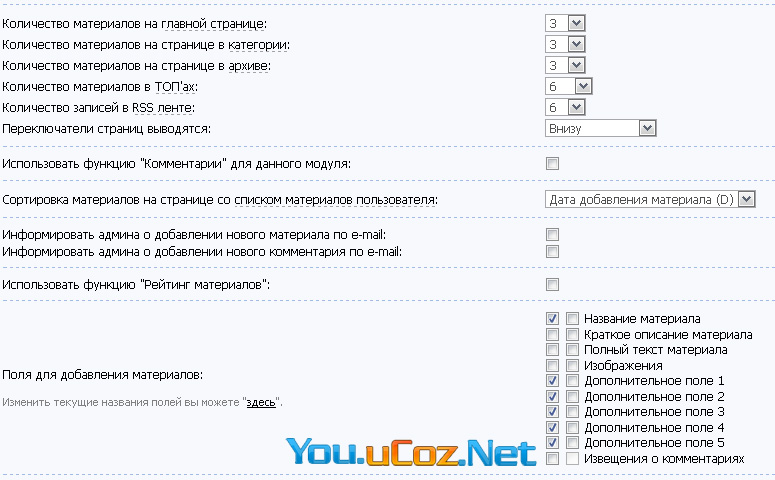 Количество материалов на главной странице: 3
Количество материалов на странице в категории: 3
Количество материалов на странице в архиве: 3
Количество материалов в ТОП'ах: 6
Количество записей в RSS ленте: 6
Переключатели страниц выводятся: Внизу
Использовать функцию "Комментарии" для данного модуля:
Сортировка материалов на странице со списком материалов пользователя: Дата добавления материала (D)
Информировать админа о добавлении нового материала по e-mail:
Информировать админа о добавлении нового комментария по e-mail:
Использовать функцию "Рейтинг материалов":
Название материала
Краткое описание материала
Полный текст материала
Изображения
Поля для добавления материалов:
Дополнительное поле 1
Дополнительное поле 2
Изменить текущие названия полей вы можете "здесь".
Дополнительное поле 3
Дополнительное поле 4
Дополнительное поле 5
Извещения о комментариях
You.uCoz.Net